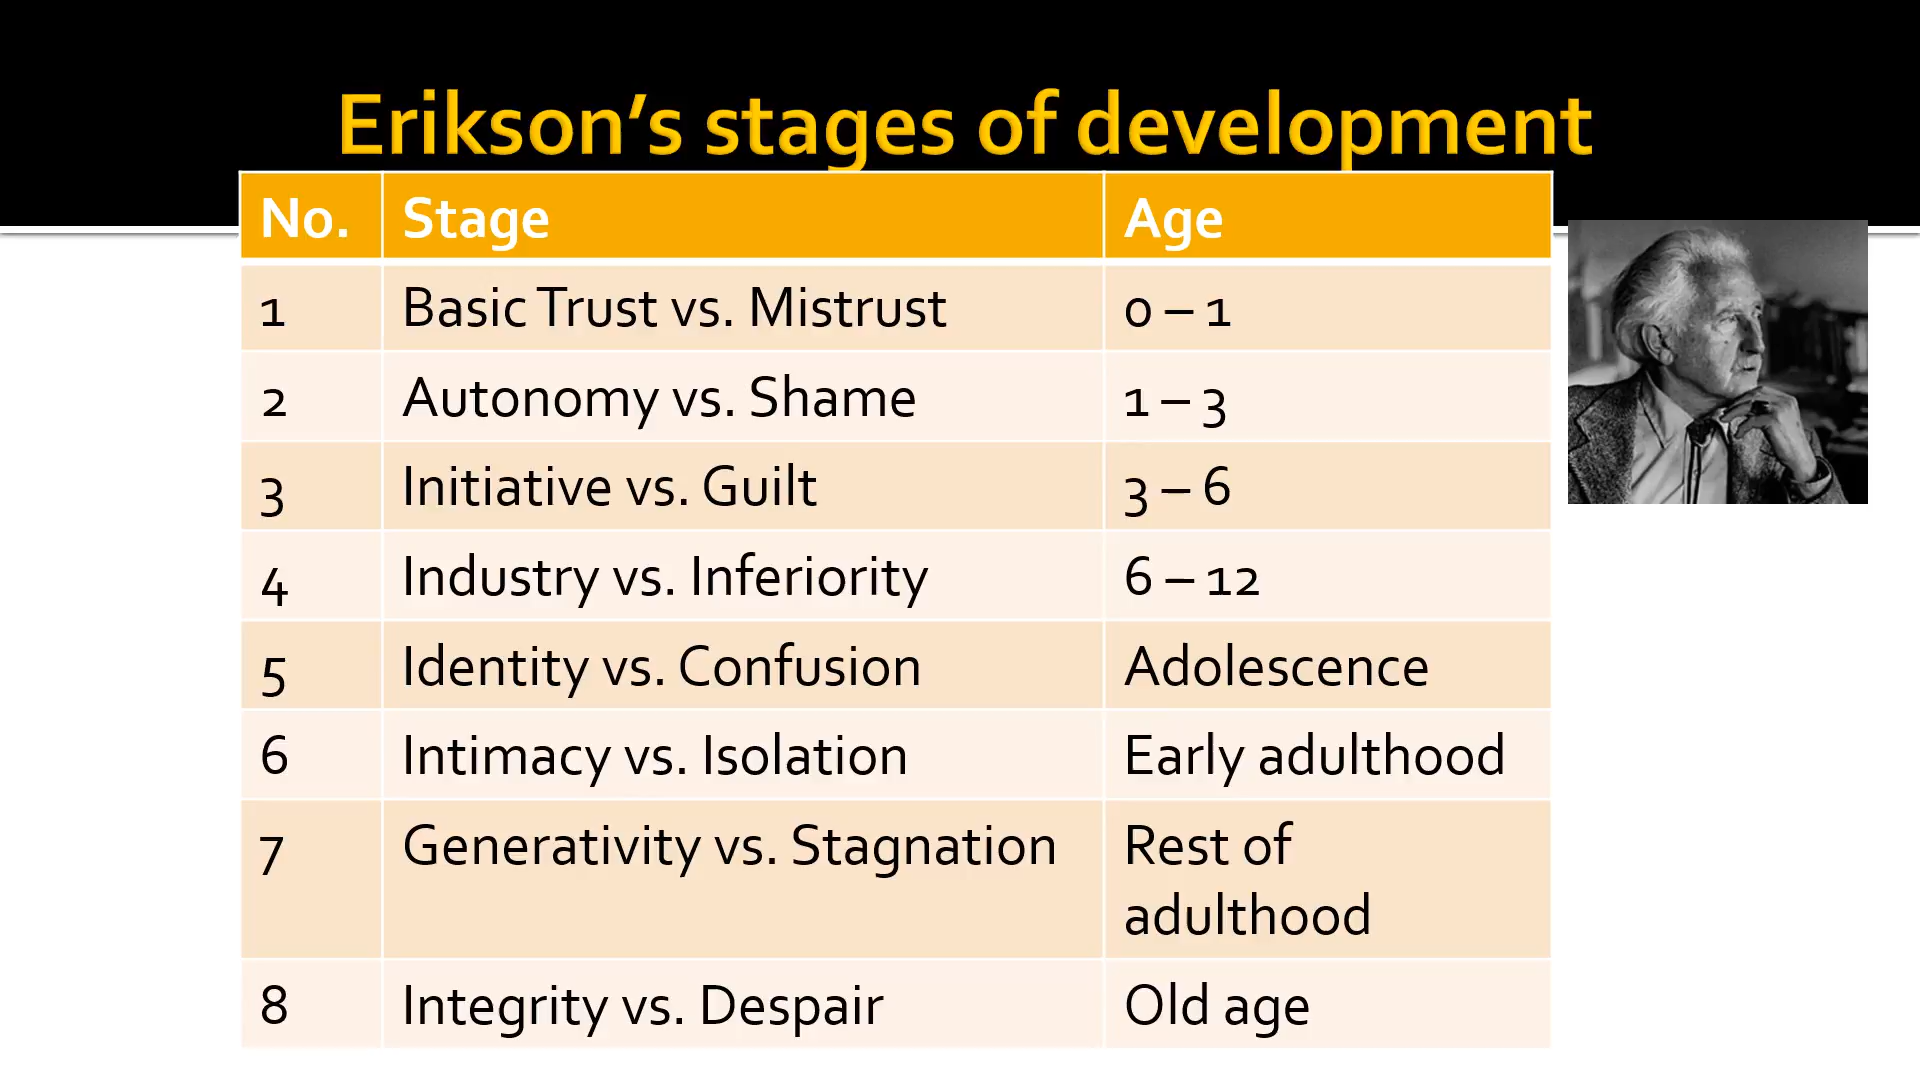 Erikson’s stages of development
No. Stage Age
1 Basic Trust vs. Mistrust 0 – 1
2 Autonomy vs. Shame 1 – 3
3 Initiative vs. Guilt 3 – 6
4 Industry vs. Inferiority 6 – 12
5 Identity vs. Confusion Adolescence
6 Intimacy vs. Isolation Early adulthood
7 Generativity vs. Stagnation Rest of
adulthood
8 Integrity vs. Despair Old age